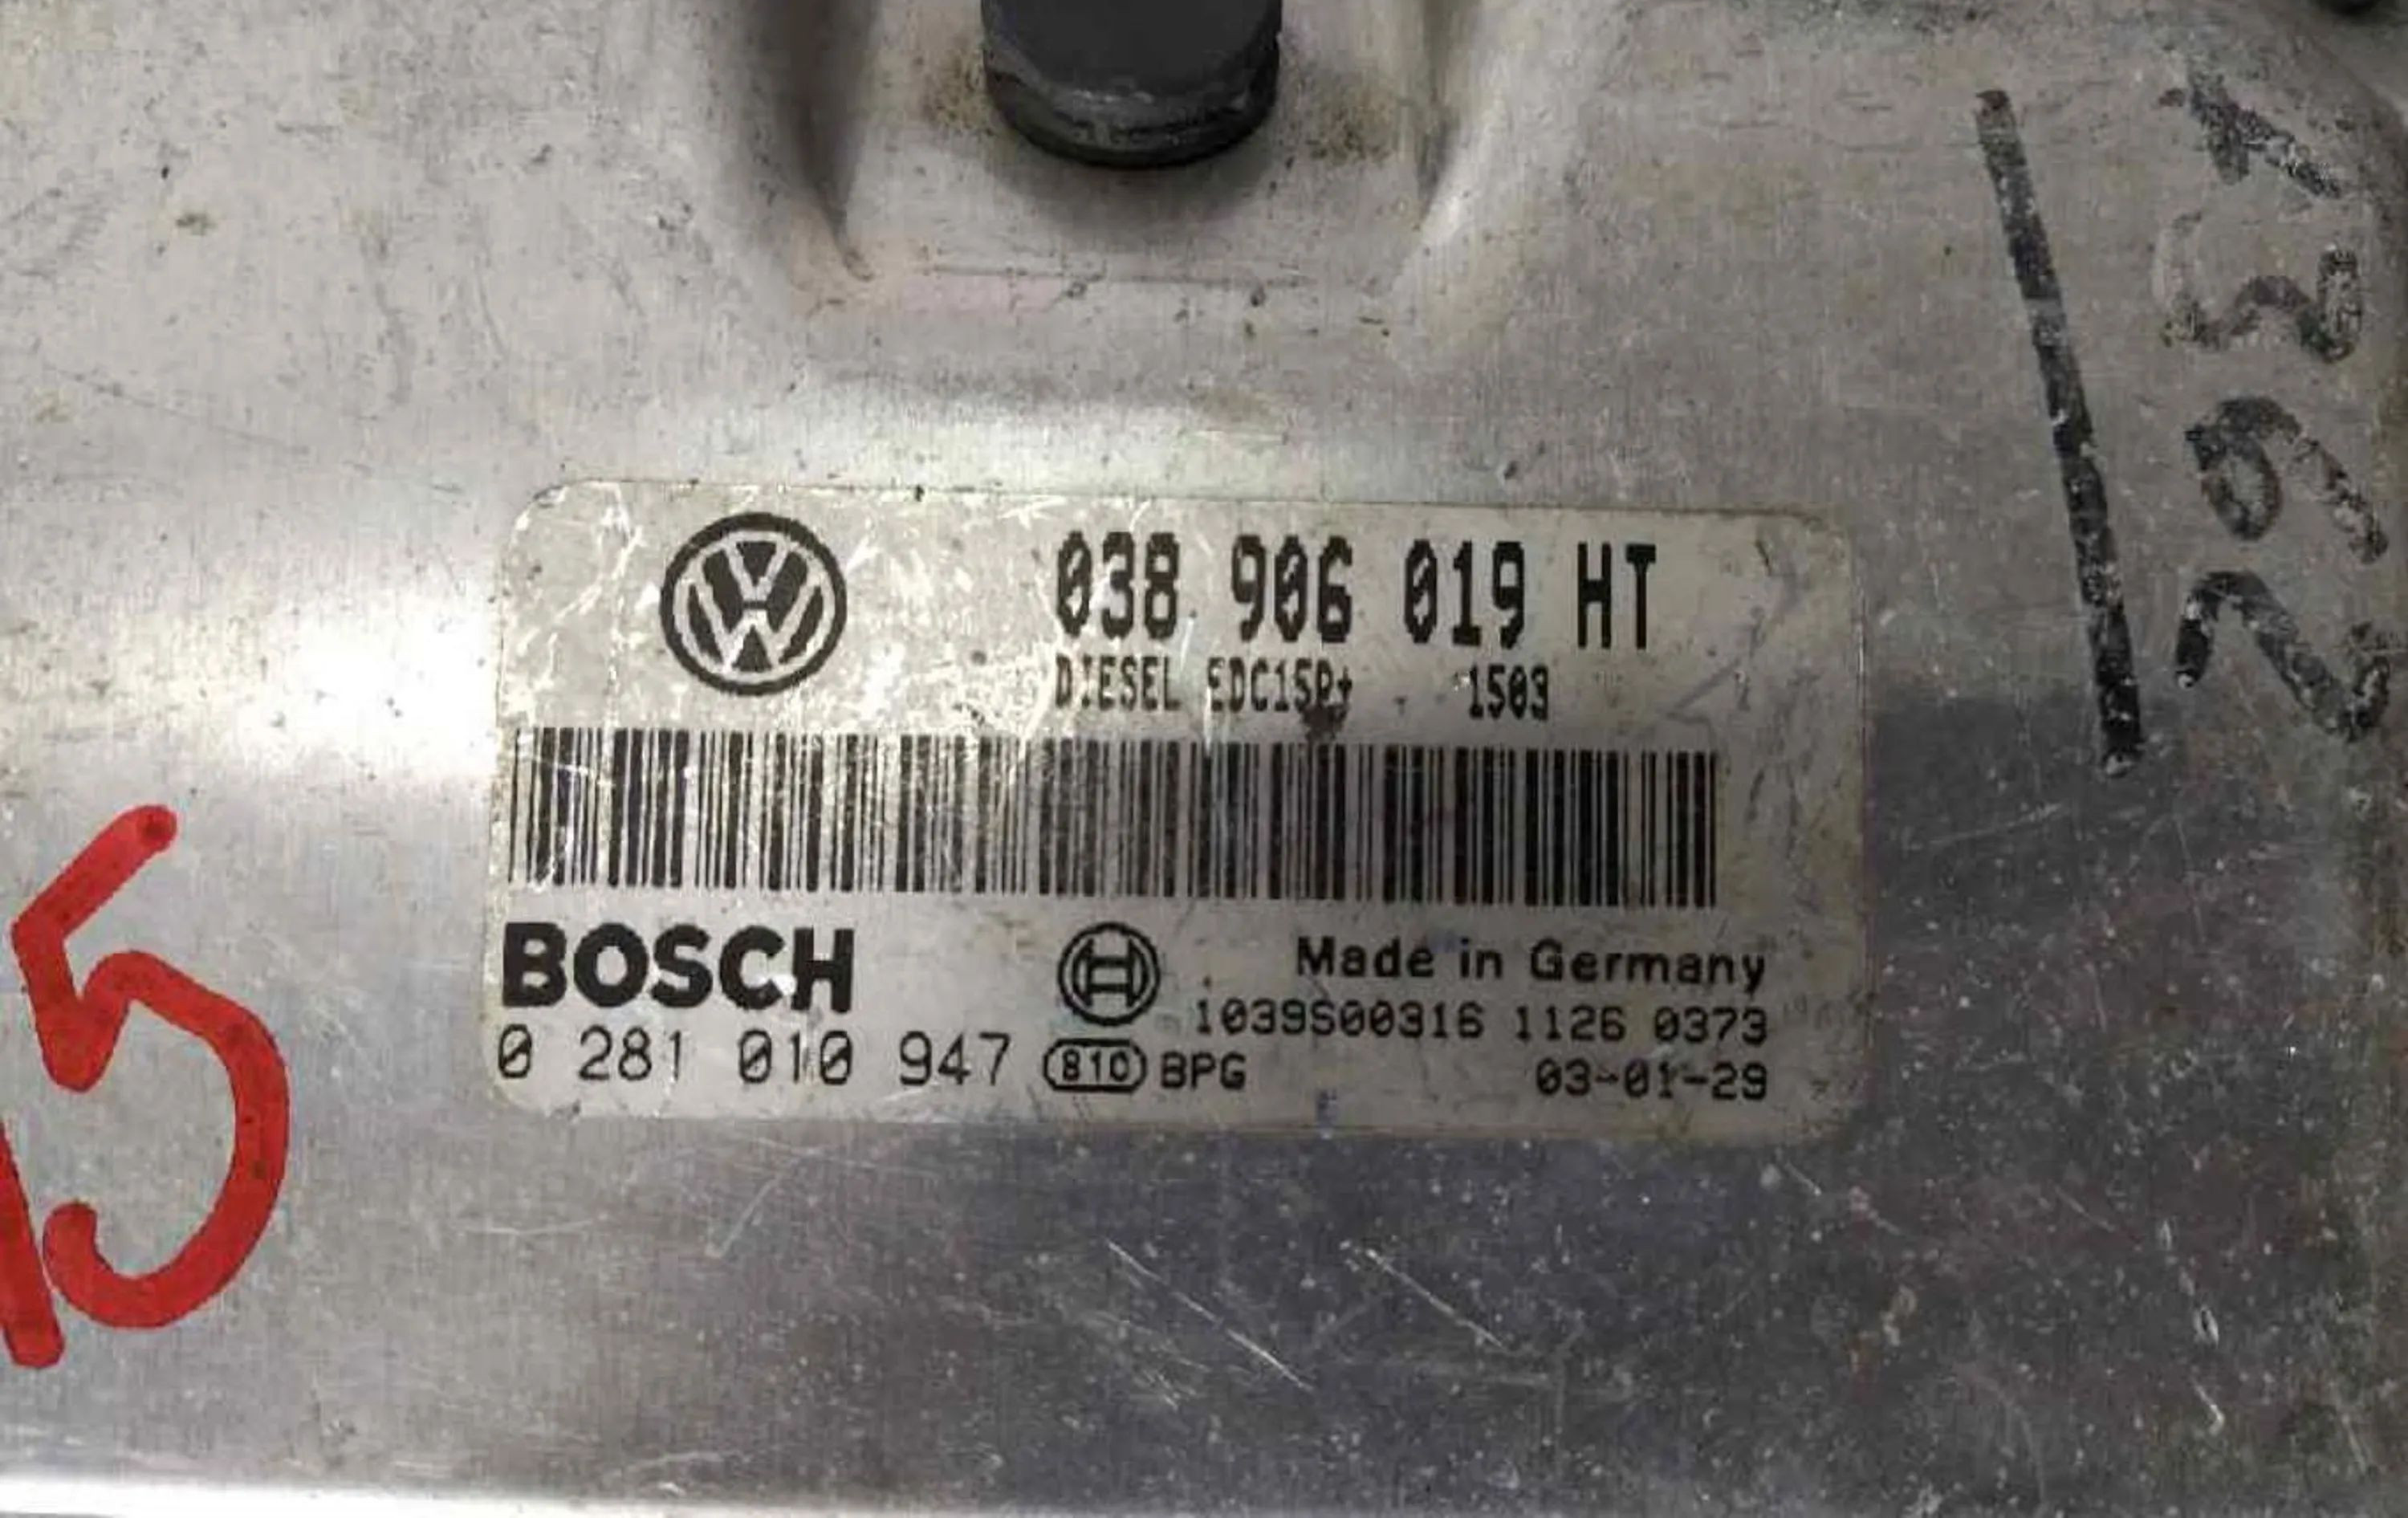 038 906 019 HT
DIESEL EDC15P+ 1503
BOSCH
Made in Germany
1039S00316 1126 0373
0 281 010 947 810 BPG 03-01-29
5